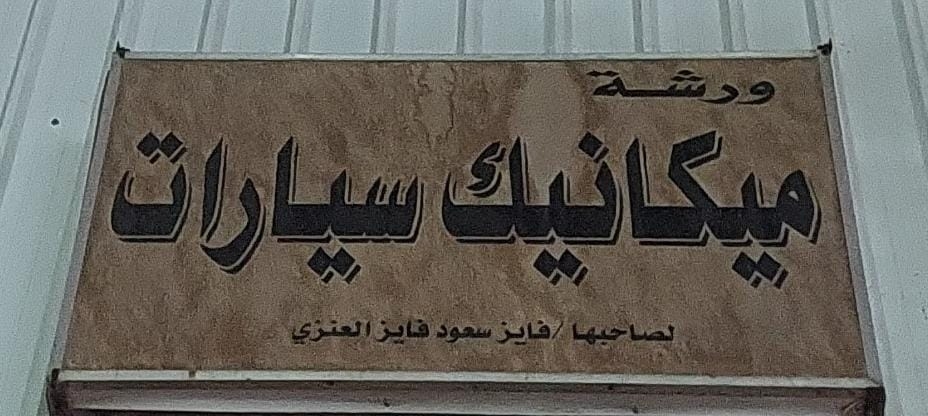 ورشة
ميكانيك سيارات
لصاحبها / فايز سعود فايز العنزي